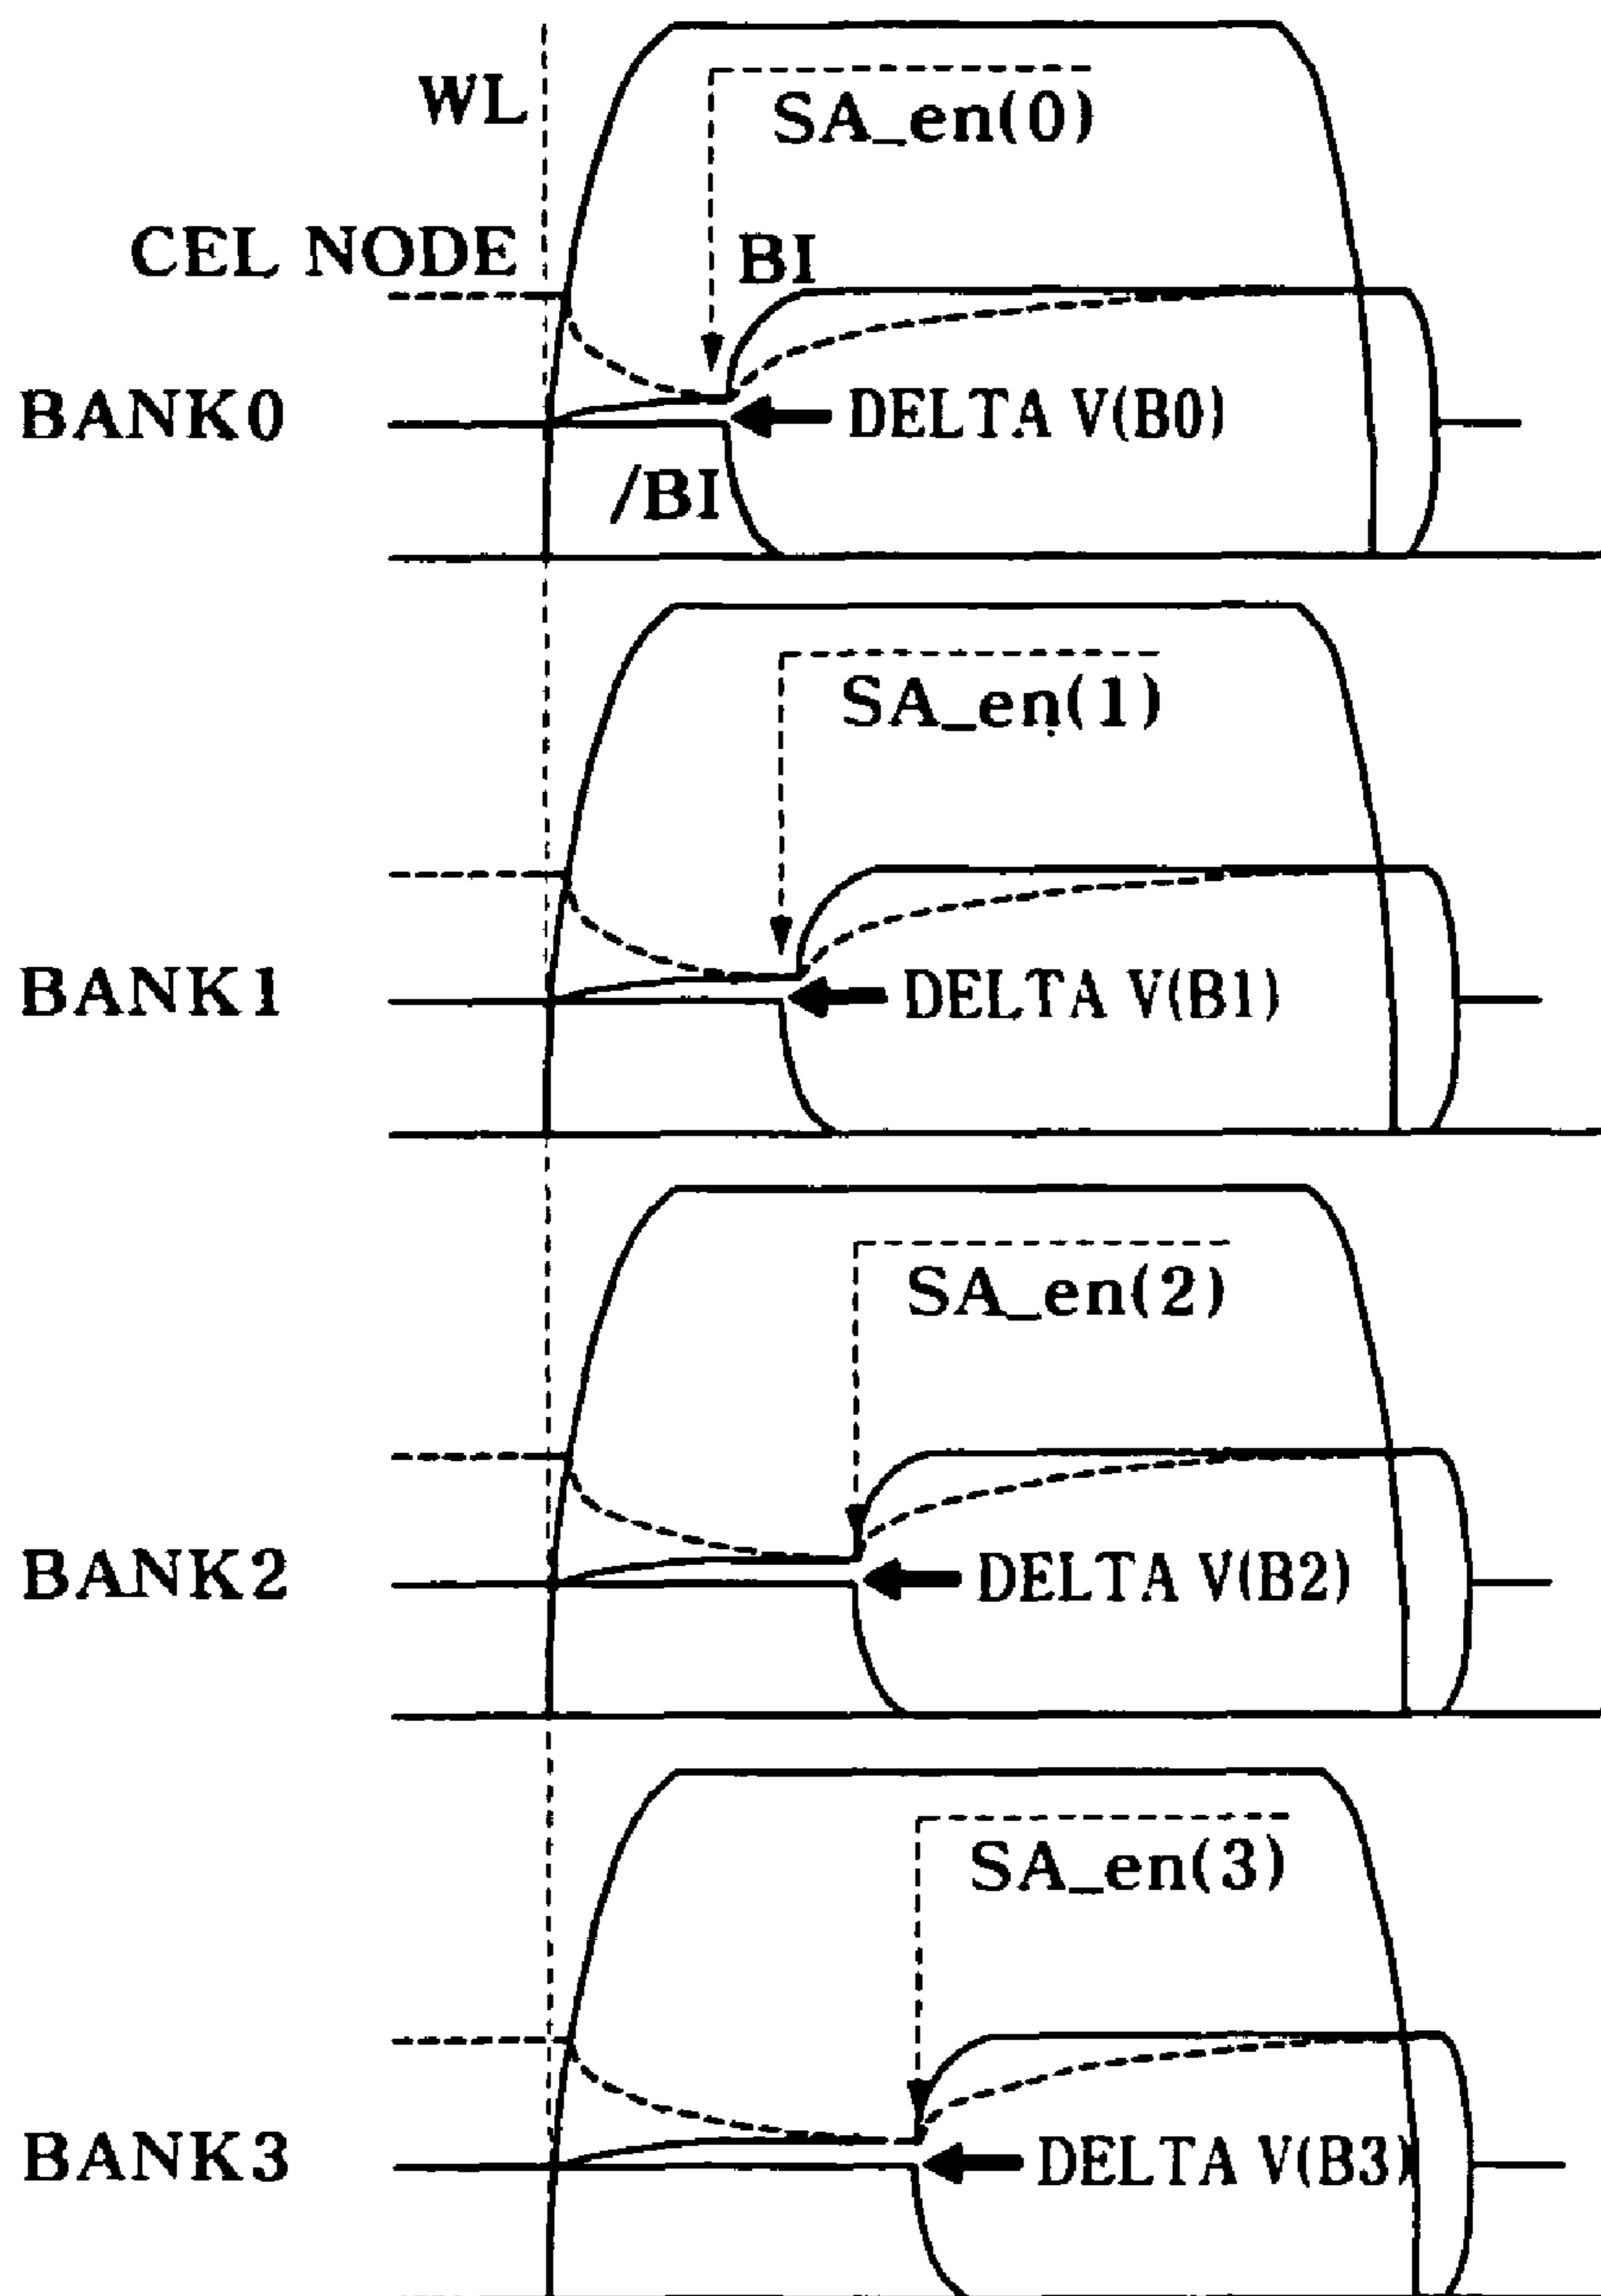 WL
SA_en(0)
CEL NODE
BI
BANK0
DELTA V(B0)
/BI
SA_en(1)
BANK1
DELTA V(B1)
SA_en(2)
BANK2
DELTA V(B2)
SA_en(3)
BANK3
DELTA V(B3)